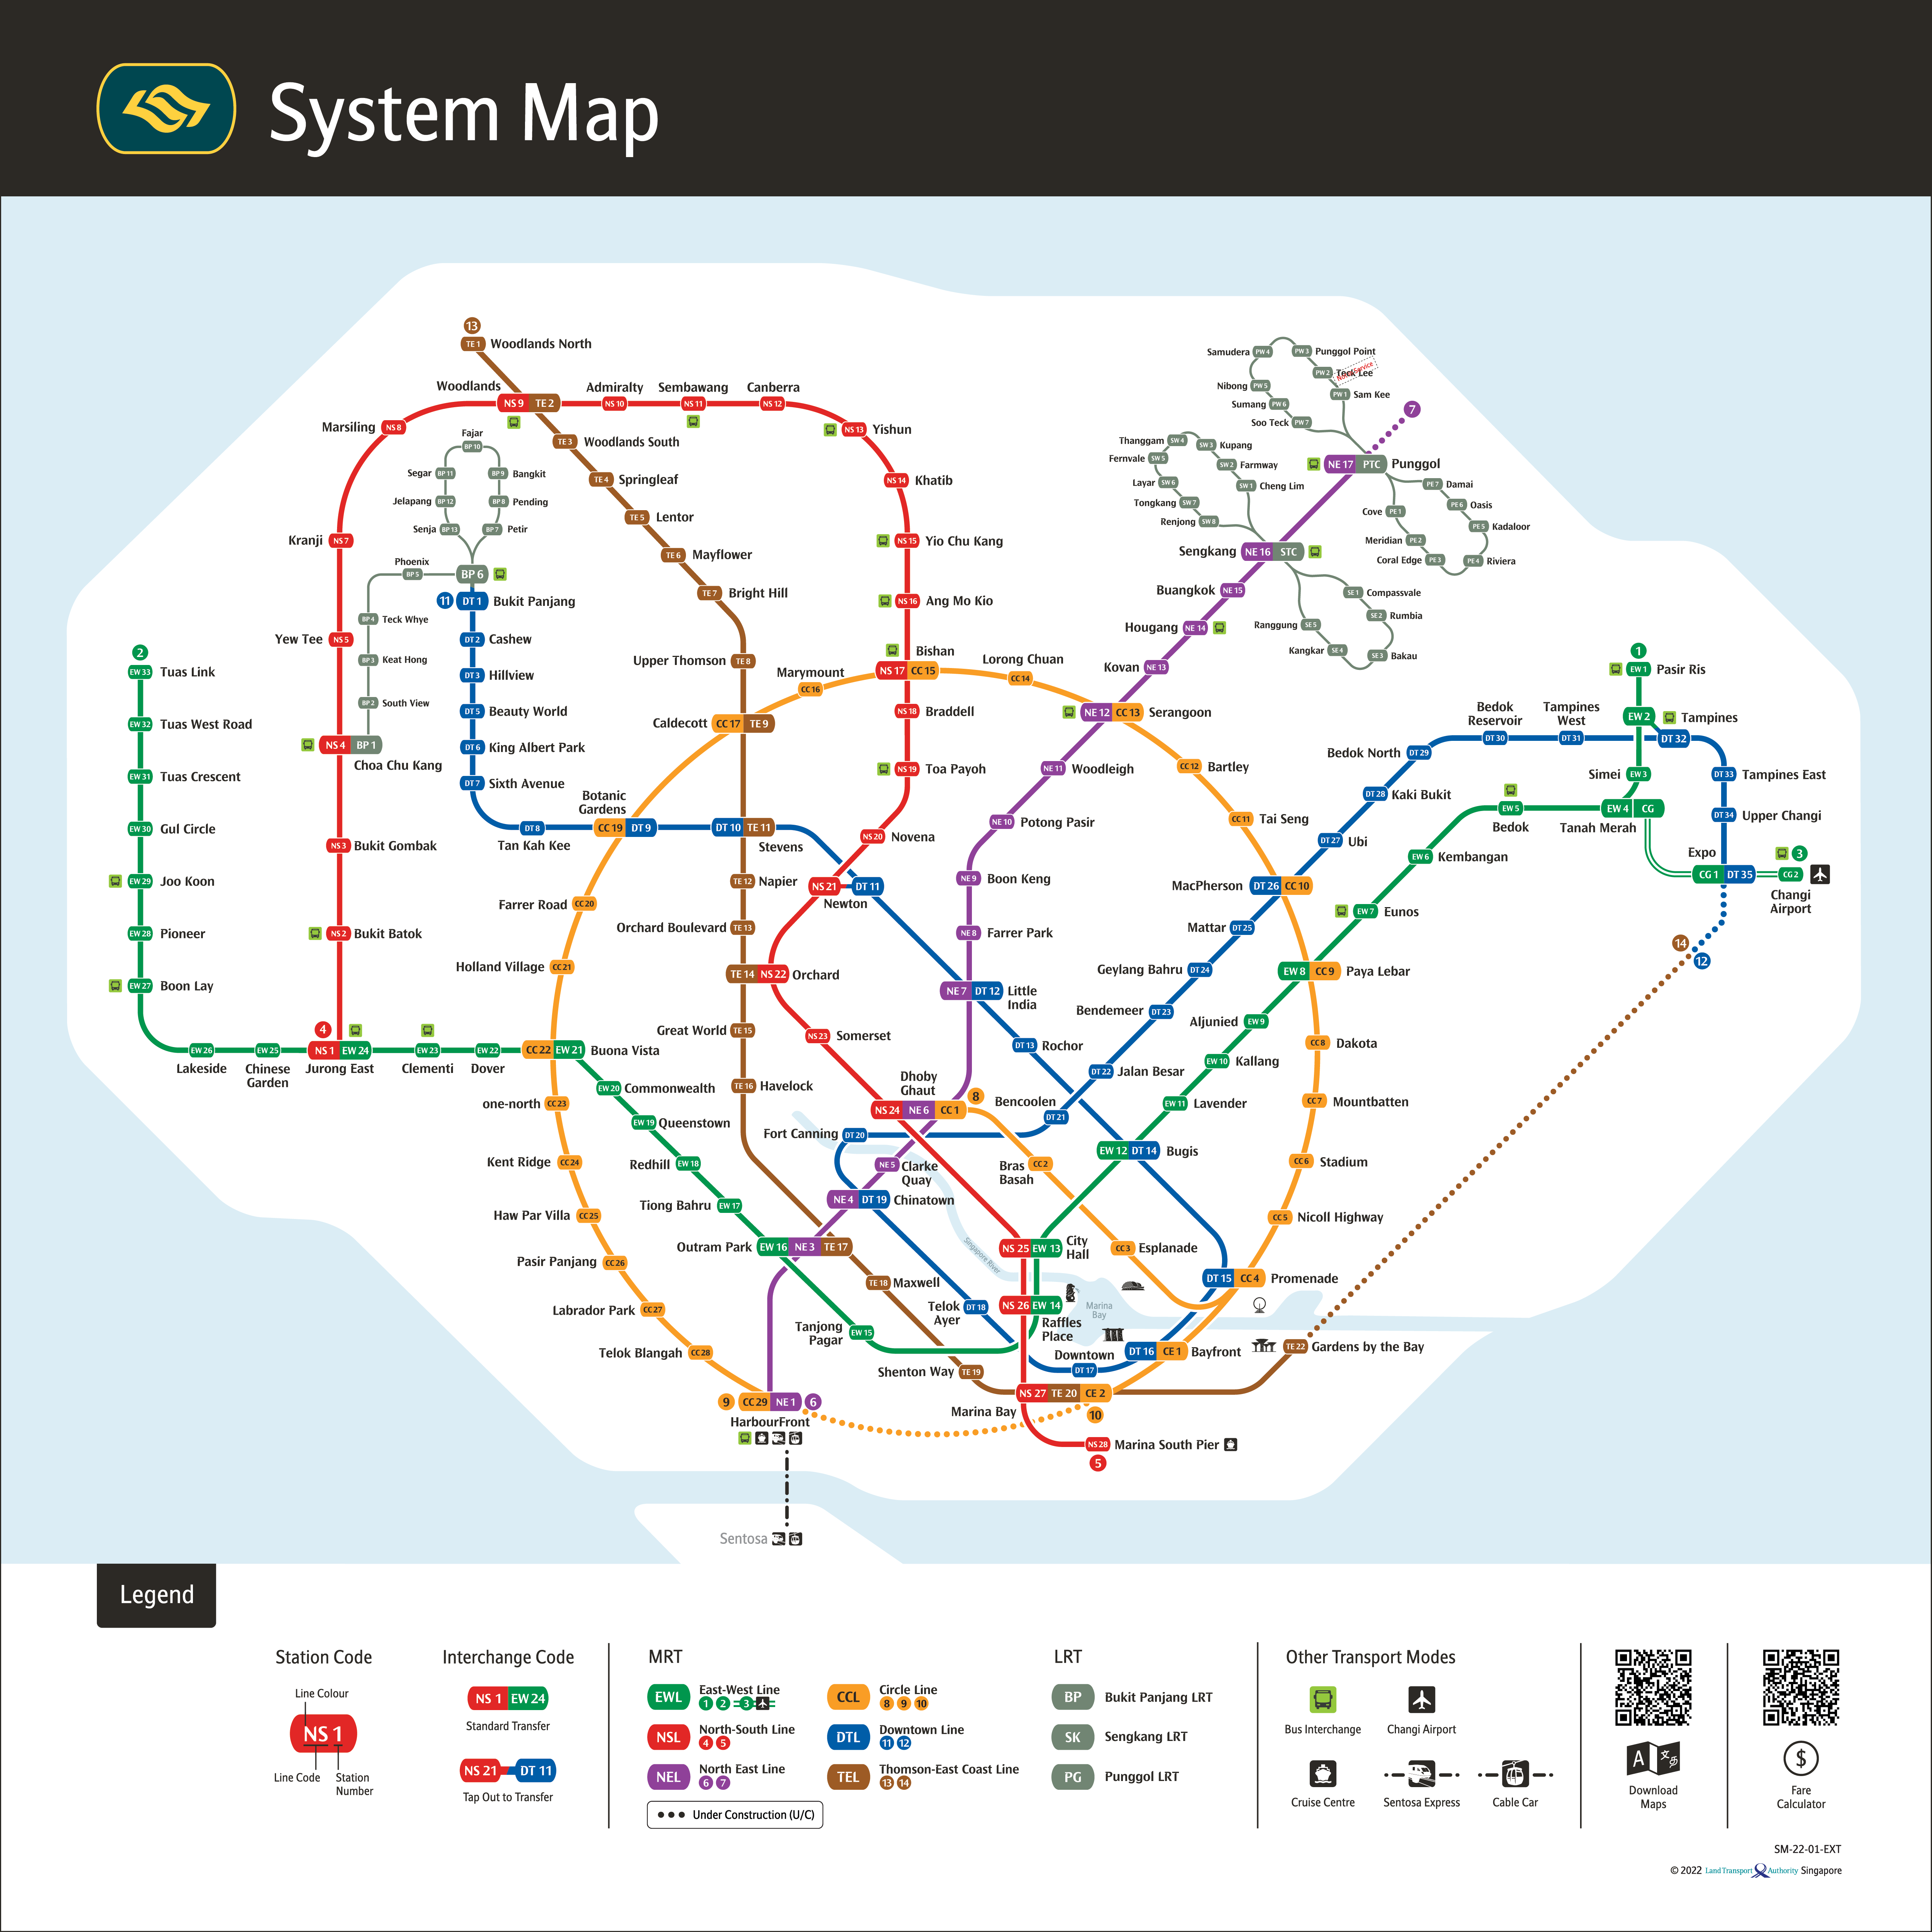 System Map
13
TE 1 Woodlands North
Woodlands
NS 9 TE 2
Admiralty
NS 10
Sembawang
NS 11
Canberra
NS 12
Marsiling NS 8
NS 13 Yishun
TE 3 Woodlands South
NS 14 Khatib
TE 4 Springleaf
TE 5 Lentor
Kranji NS 7
NS 15 Yio Chu Kang
TE 6 Mayflower
TE 7 Bright Hill
NS 16 Ang Mo Kio
Fajar
BP 10
Segar BP 11
BP 9 Bangkit
Jelapang BP 12
BP 8 Pending
Senja BP 13
BP 7 Petir
Phoenix
BP 5
BP 6
11 DT 1 Bukit Panjang
BP 4 Teck Whye
BP 3 Keat Hong
BP 2 South View
Yew Tee NS 5
NS 4 BP 1
Choa Chu Kang
DT 2 Cashew
DT 3 Hillview
DT 5 Beauty World
DT 6 King Albert Park
DT 7 Sixth Avenue
Samudera PW 4
PW 3 Punggol Point
PW 2 Teck Lee
Nibong PW 5
PW 1 Sam Kee
Sumang PW 6
Soo Teck PW 7
7
NE 17 PTC Punggol
Thanggam SW 4
SW 3 Kupang
Fernvale SW 5
SW 2 Farmway
Layar SW 6
SW 1 Cheng Lim
Tongkang SW 7
Renjong SW 8
PE 7 Damai
PE 6 Oasis
Cove PE 1
PE 5 Kadaloor
Meridian PE 2
Coral Edge PE 3
PE 4 Riviera
Sengkang NE 16 STC
Buangkok NE 15
SE 1 Compassvale
SE 2 Rumbia
Ranggung SE 5
Kangkar SE 4
SE 3 Bakau
Hougang NE 14
Kovan NE 13
2
EW 33 Tuas Link
EW 32 Tuas West Road
EW 31 Tuas Crescent
EW 30 Gul Circle
EW 29 Joo Koon
EW 28 Pioneer
EW 27 Boon Lay
Upper Thomson TE 8
Marymount
CC 16
Bishan
NS 17 CC 15
Lorong Chuan
CC 14
Caldecott CC 17 TE 9
NS 18 Braddell
NE 12 CC 13 Serangoon
NS 19 Toa Payoh
NE 11 Woodleigh
CC 12 Bartley
1
EW 1 Pasir Ris
EW 2
Tampines
DT 32
Bedok
Reservoir
DT 30
Tampines
West
DT 31
Bedok North DT 29
Simei EW 3
DT 33 Tampines East
DT 28 Kaki Bukit
EW 5
Bedok
EW 4 CG
Tanah Merah
DT 34 Upper Changi
NS 3 Bukit Gombak
DT 8
Tan Kah Kee
Botanic
Gardens
CC 19 DT 9
DT 10 TE 11
Stevens
NS 20 Novena
NE 10 Potong Pasir
CC 11 Tai Seng
DT 27 Ubi
EW 6 Kembangan
Expo
CG 1 DT 35
3
CG 2
Changi
Airport
NS 2 Bukit Batok
Farrer Road CC 20
TE 12 Napier
NS 21 DT 11
Newton
NE 9 Boon Keng
MacPherson DT 26 CC 10
EW 7 Eunos
Orchard Boulevard TE 13
NE 8 Farrer Park
Mattar DT 25
14
12
Holland Village CC 21
TE 14 NS 22 Orchard
NE 7 DT 12 Little
India
Geylang Bahru DT 24
EW 8 CC 9 Paya Lebar
Bendemeer DT 23
Aljunied EW 9
4
EW 26
Lakeside
EW 25
Chinese
Garden
NS 1 EW 24
Jurong East
EW 23
Clementi
EW 22
Dover
CC 22 EW 21 Buona Vista
Great World TE 15
NS 23 Somerset
DT 13 Rochor
CC 8 Dakota
DT 22 Jalan Besar
EW 10 Kallang
EW 20 Commonwealth
TE 16 Havelock
Dhoby
Ghaut
NS 24 NE 6 CC 1
8
Bencoolen
DT 21
EW 11 Lavender
CC 7 Mountbatten
one-north CC 23
EW 19 Queenstown
Fort Canning DT 20
EW 12 DT 14 Bugis
Kent Ridge CC 24
Redhill EW 18
NE 5 Clarke
Quay
Bras
Basah
CC 2
CC 6 Stadium
Tiong Bahru EW 17
NE 4 DT 19 Chinatown
Haw Par Villa CC 25
CC 5 Nicoll Highway
Outram Park EW 16 NE 3 TE 17
Singapore River
NS 25 EW 13 City
Hall
CC 3 Esplanade
Pasir Panjang CC 26
TE 18 Maxwell
DT 15 CC 4 Promenade
Labrador Park CC 27
Telok
Ayer
DT 18
NS 26 EW 14
Raffles
Place
Marina
Bay
Tanjong
Pagar
EW 15
Telok Blangah CC 28
Shenton Way TE 19
Downtown
DT 17
DT 16 CE 1 Bayfront
TE 22 Gardens by the Bay
9 CC 29 NE 1 6
HarbourFront
NS 27 TE 20 CE 2
Marina Bay
10
NS 28 Marina South Pier
5
Sentosa
Legend
Station Code
Line Colour
NS 1
Line Code
Station
Number
Interchange Code
NS 1 EW 24
Standard Transfer
NS 21 DT 11
Tap Out to Transfer
MRT
EWL East-West Line
1 2 3
NSL North-South Line
4 5
NEL North East Line
6 7
CCL Circle Line
8 9 10
DTL Downtown Line
11 12
TEL Thomson-East Coast Line
13 14
Under Construction (U/C)
LRT
BP Bukit Panjang LRT
SK Sengkang LRT
PG Punggol LRT
Other Transport Modes
Bus Interchange
Changi Airport
Cruise Centre
Sentosa Express
Cable Car
A 文
Download
Maps
$
Fare
Calculator
SM-22-01-EXT
© 2022 Land Transport Authority Singapore